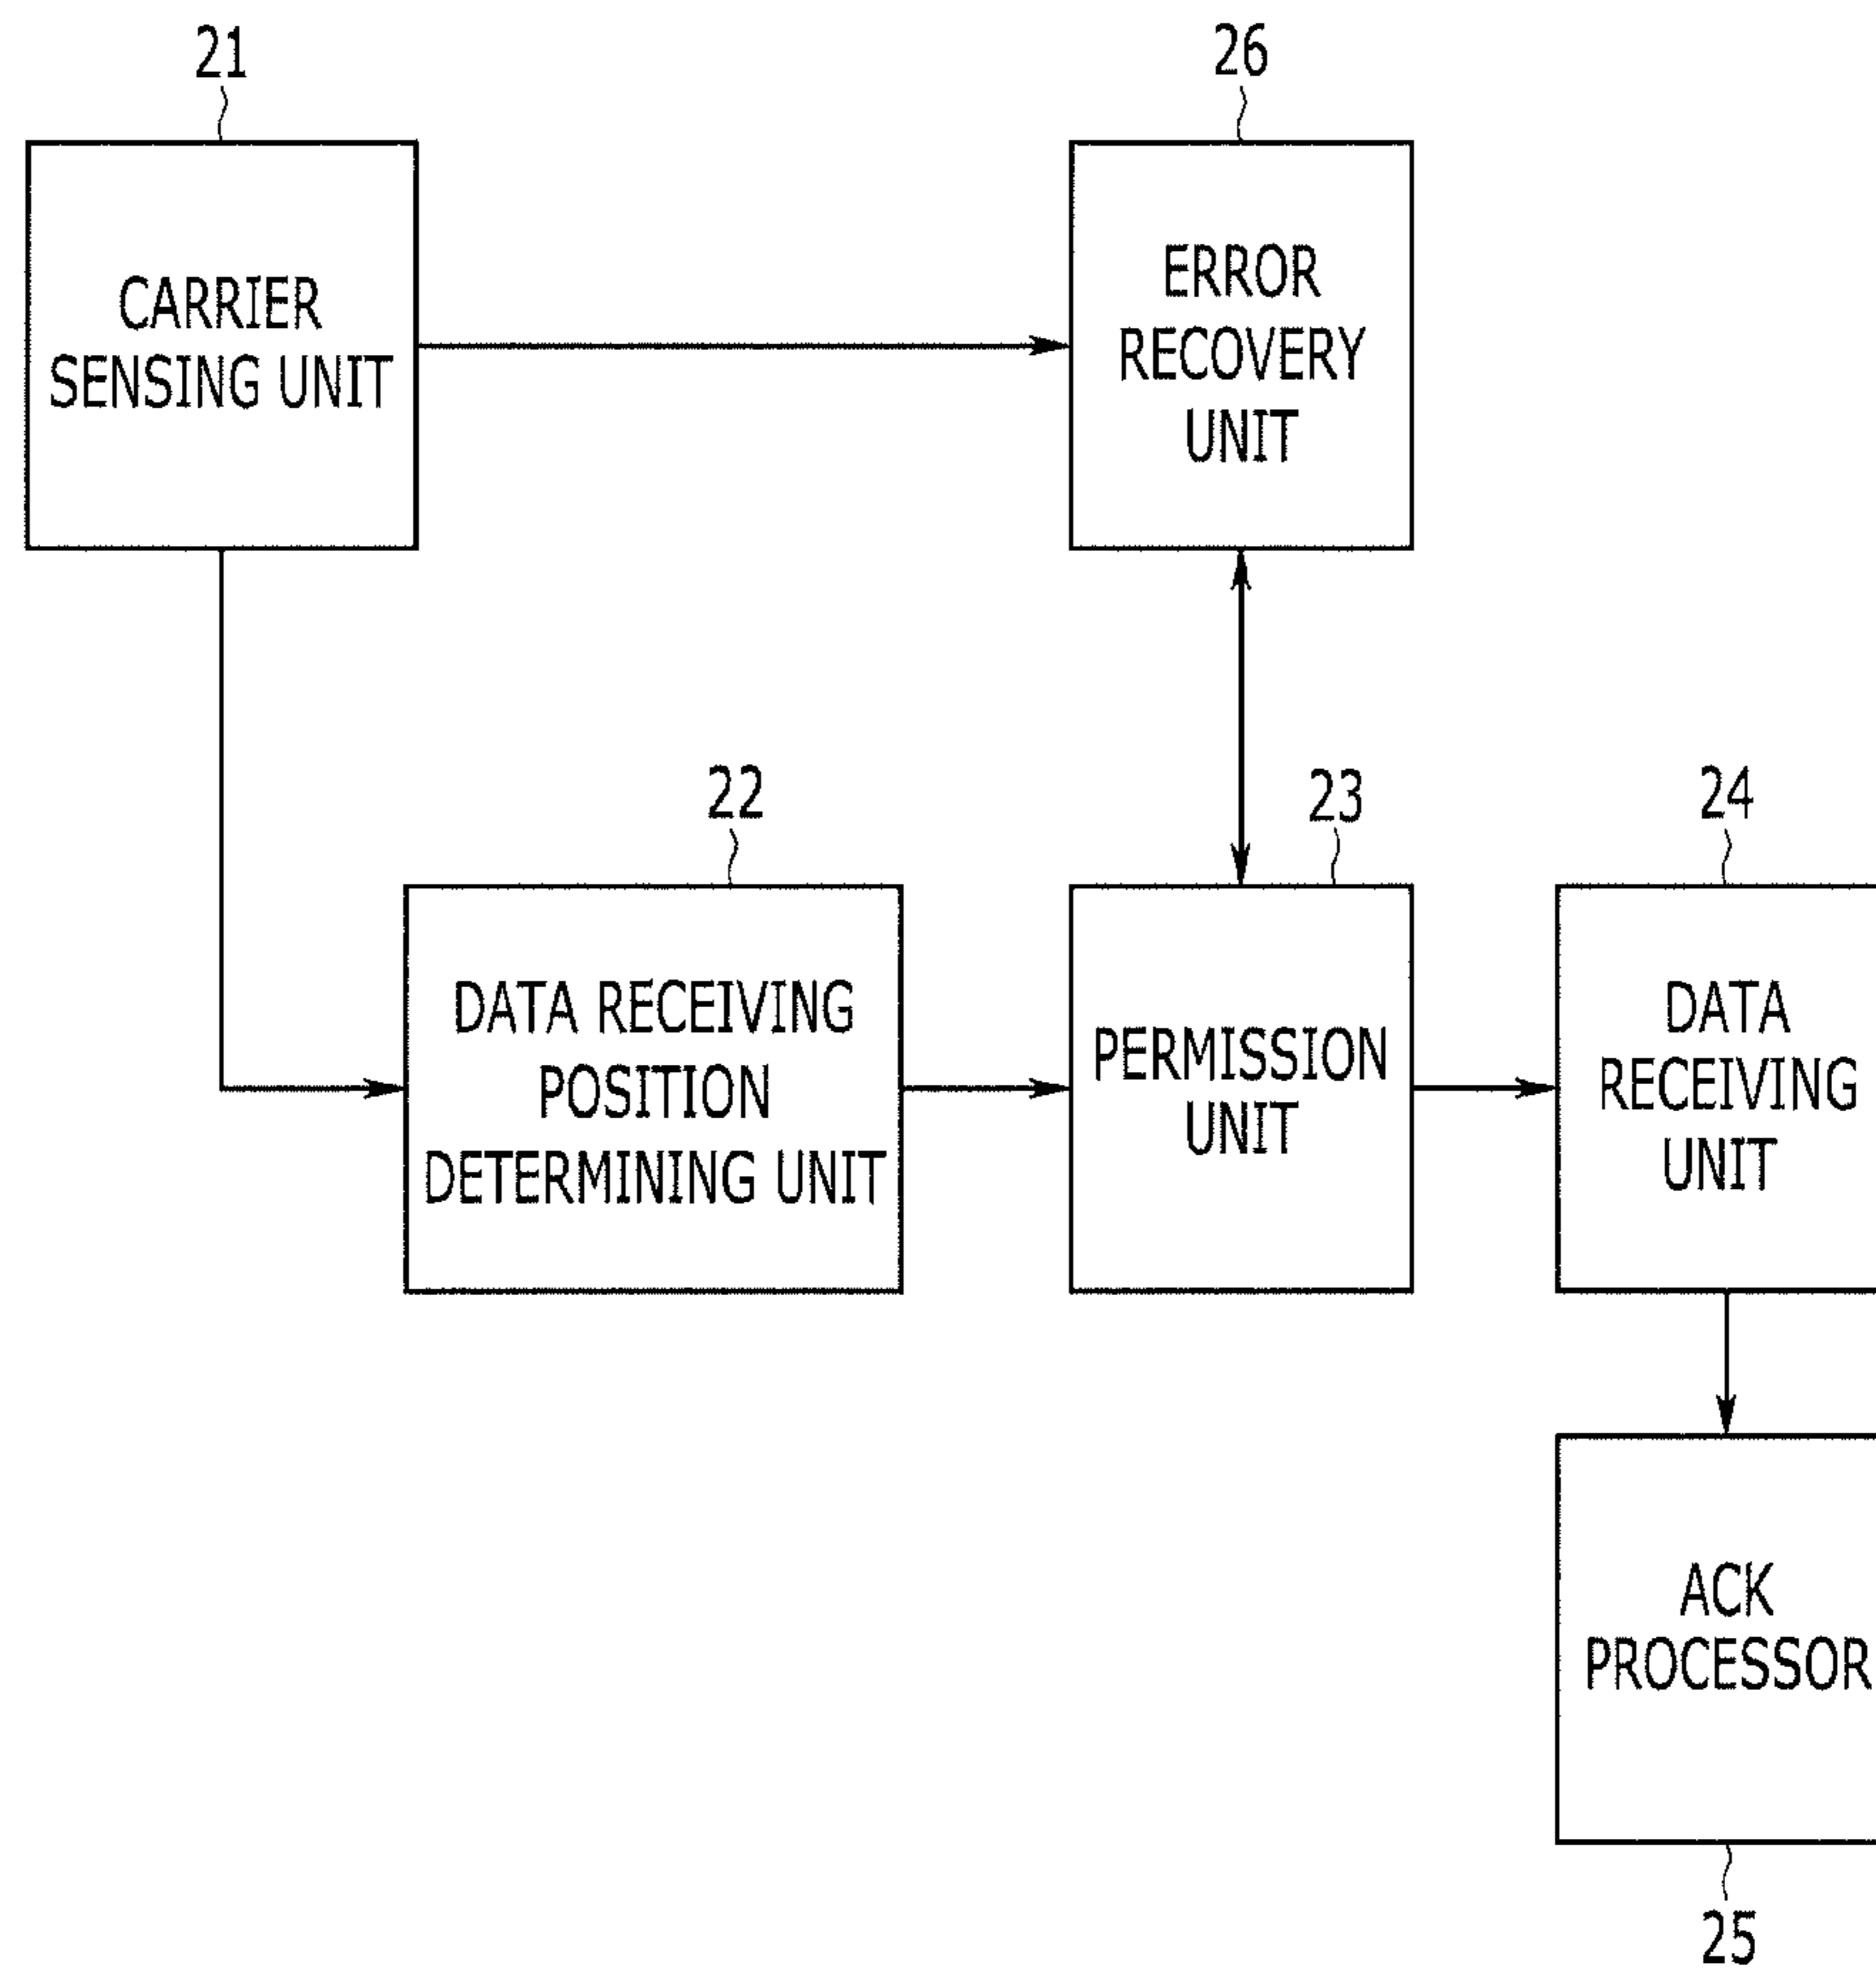 21
26
CARRIER
SENSING UNIT
ERROR
RECOVERY
UNIT
22
23
24
DATA RECEIVING
POSITION
DETERMINING UNIT
PERMISSION
UNIT
DATA
RECEIVING
UNIT
ACK
PROCESSOR
25